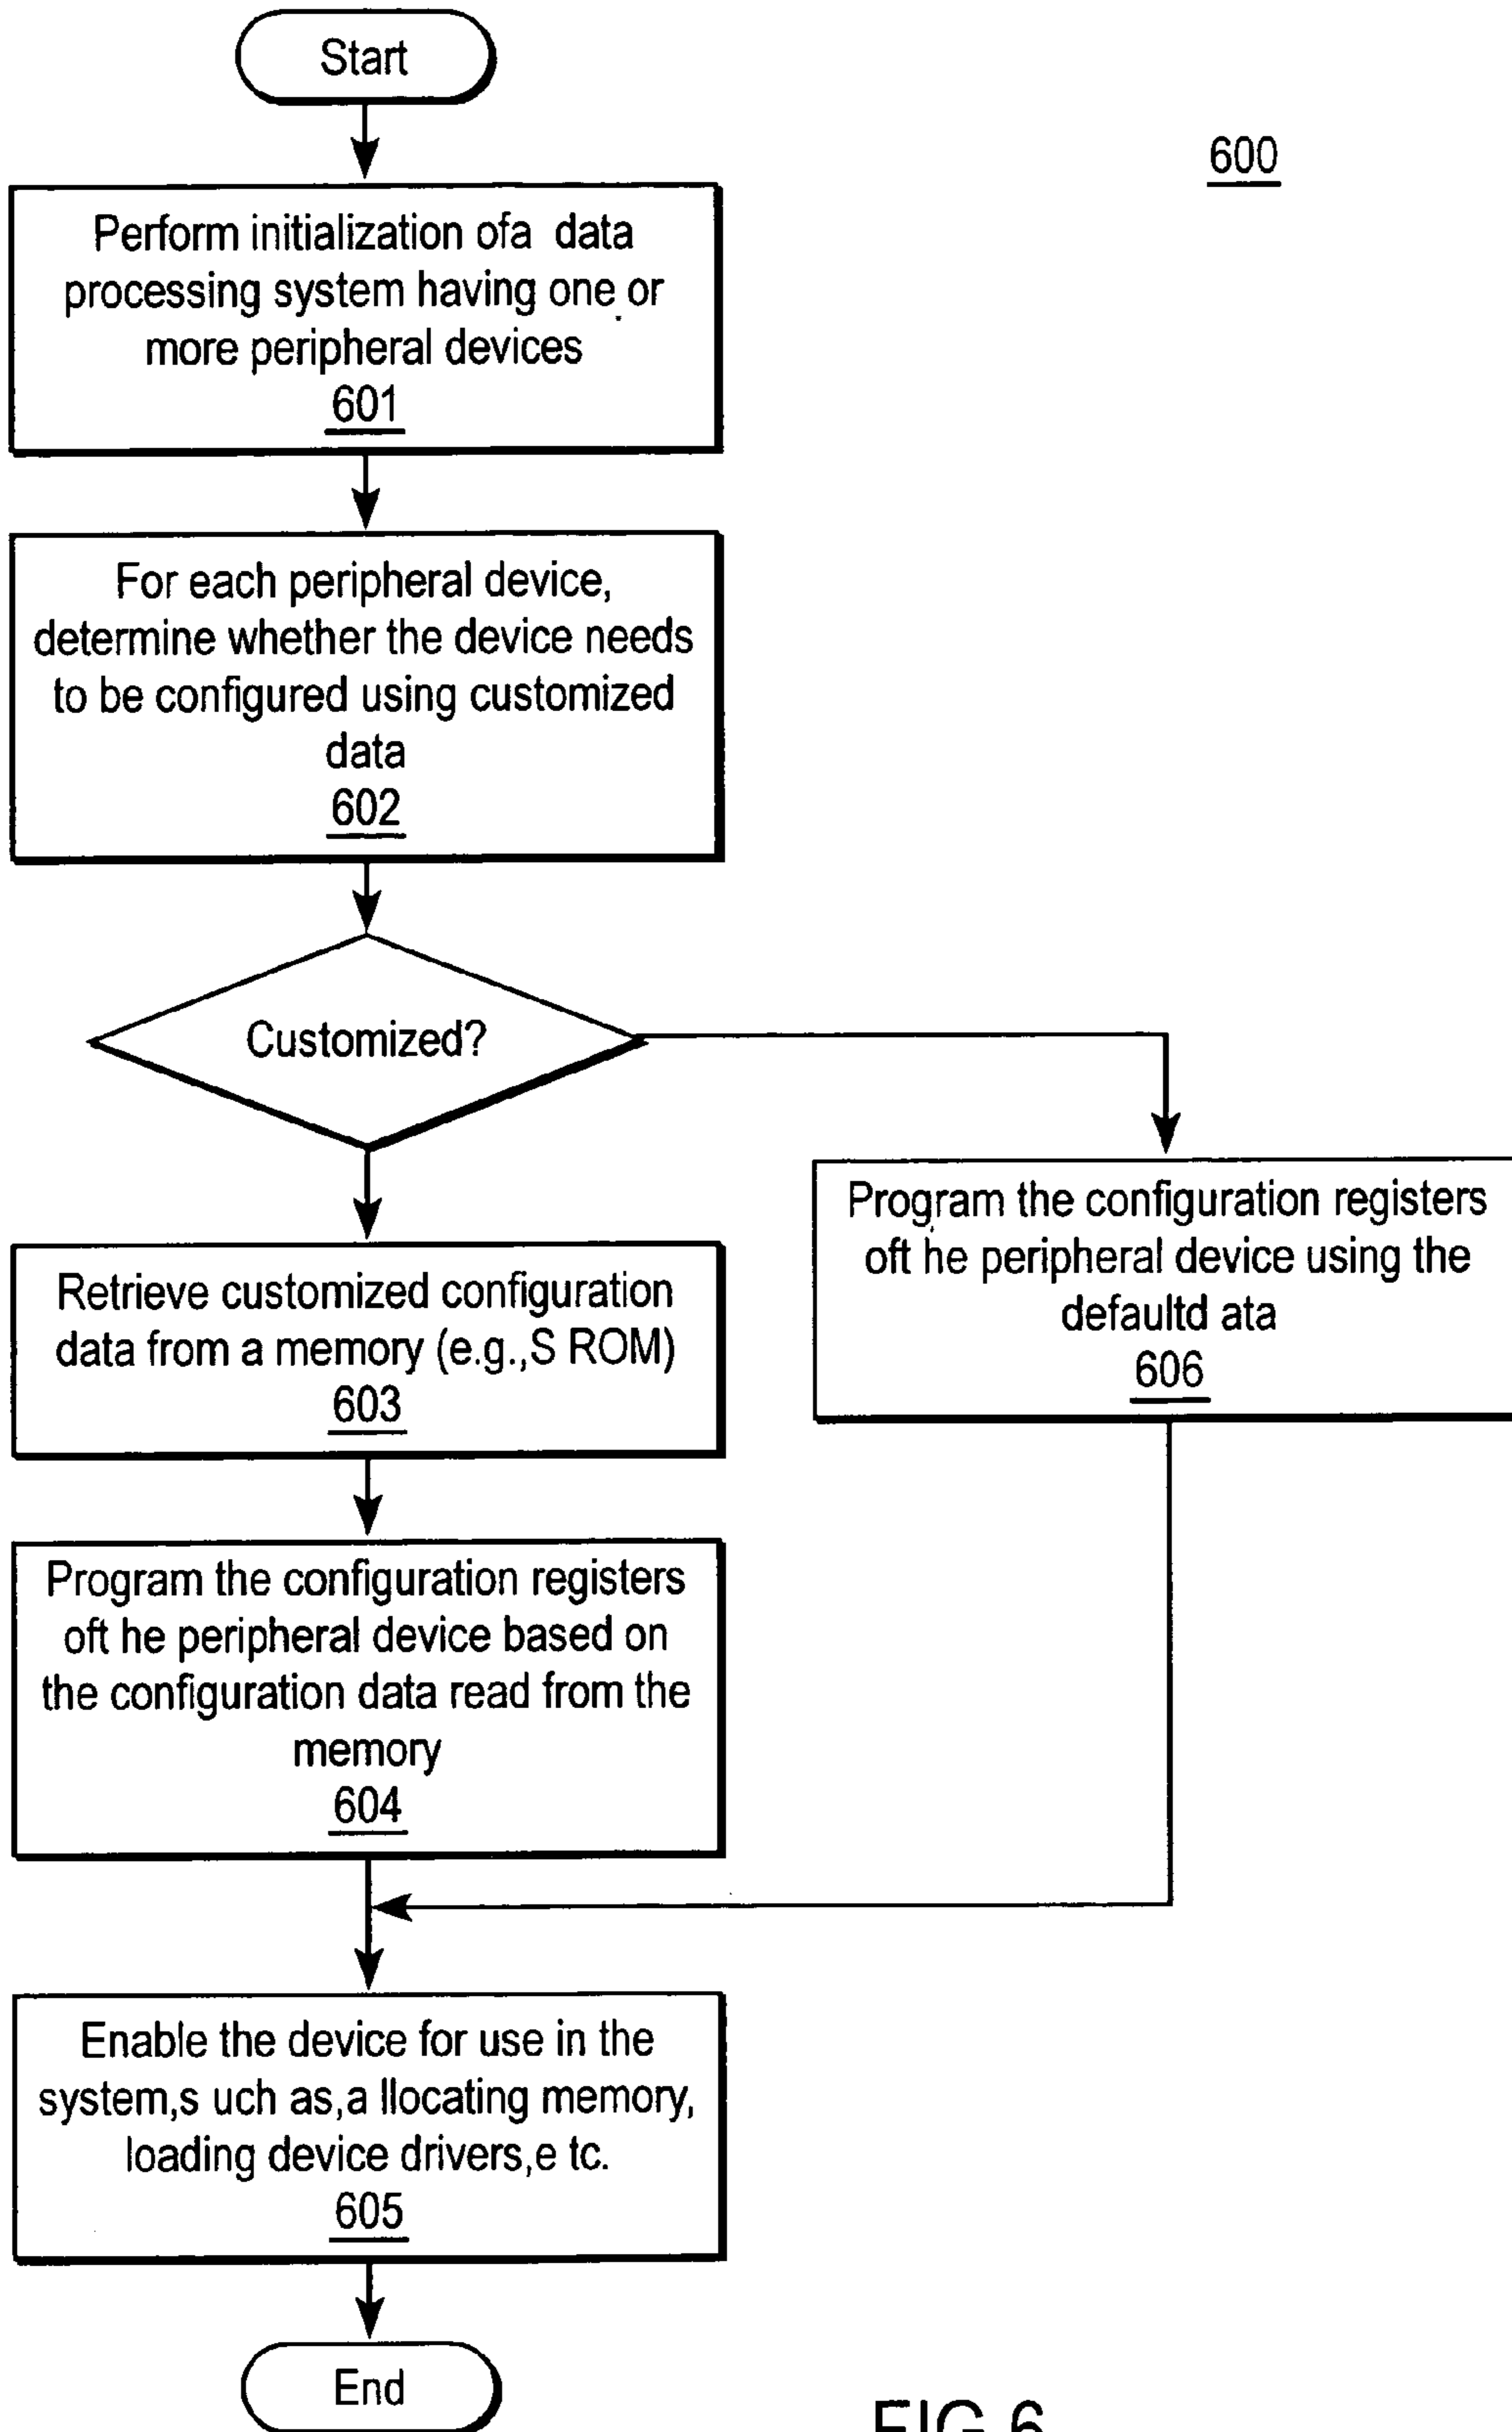 Start
600
Perform initialization ofa data
processing system having one or
more peripheral devices
601
For each peripheral device,
determine whether the device needs
to be configured using customized
data
602
Customized?
Program the configuration registers
oft he peripheral device using the
defaultd ata
606
Retrieve customized configuration
data from a memory (e.g.,S ROM)
603
Program the configuration registers
oft he peripheral device based on
the configuration data read from the
memory
604
Enable the device for use in the
system,s uch as,a llocating memory,
loading device drivers,e tc.
605
End
FIG.6